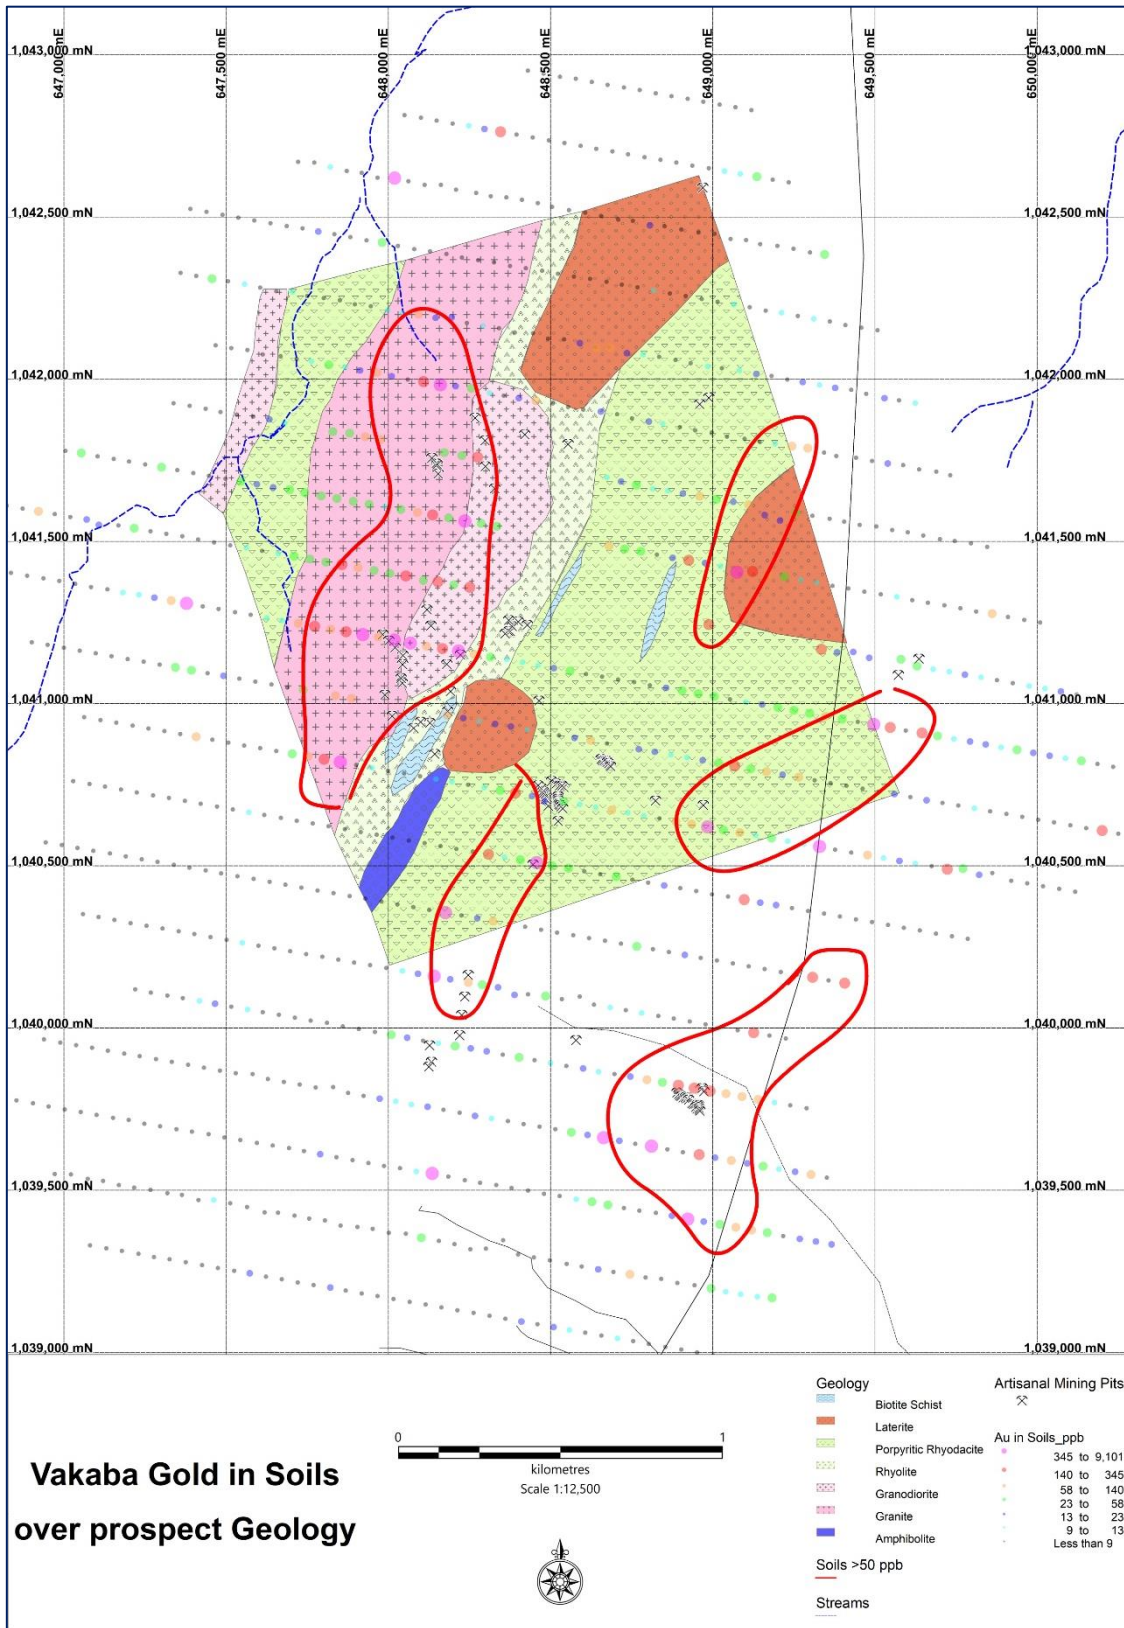 647,000 mE
647,500 mE
648,000 mE
648,500 mE
649,000 mE
649,500 mE
650,000 mE
1,043,000 mN
1,043,000 mN
1,042,500 mN
1,042,500 mN
1,042,000 mN
1,042,000 mN
1,041,500 mN
1,041,500 mN
1,041,000 mN
1,041,000 mN
1,040,500 mN
1,040,500 mN
1,040,000 mN
1,040,000 mN
1,039,500 mN
1,039,500 mN
1,039,000 mN
1,039,000 mN
Vakaba Gold in Soils
over prospect Geology
0 1
kilometres
Scale 1:12,500
Geology
Biotite Schist
Laterite
Porpyritic Rhyodacite
Rhyolite
Granodiorite
Granite
Amphibolite
Soils >50 ppb
Streams
Artisanal Mining Pits
Au in Soils_ppb
345 to 9,101
140 to 345
58 to 140
23 to 58
13 to 23
9 to 13
Less than 9